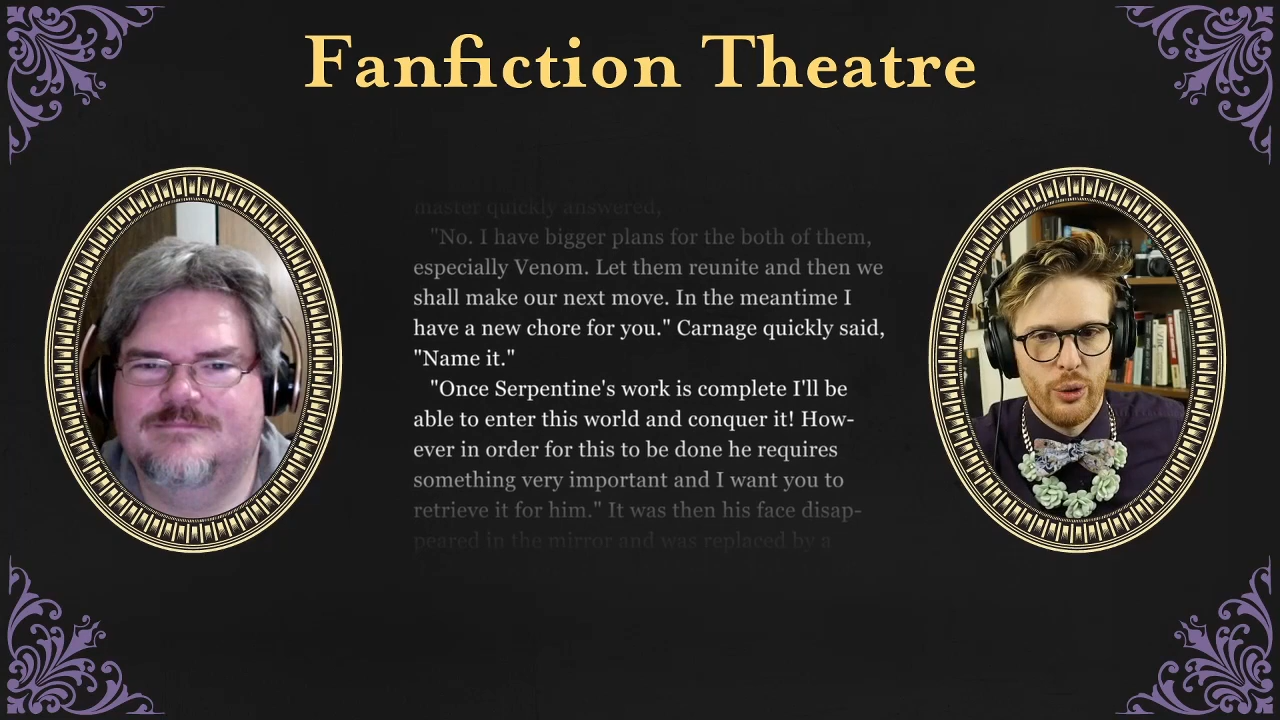 Fanfiction Theatre
master quickly answered,
"No. I have bigger plans for the both of them,
especially Venom. Let them reunite and then we
shall make our next move. In the meantime I
have a new chore for you." Carnage quickly said,
"Name it."
"Once Serpentine's work is complete I'll be
able to enter this world and conquer it! How-
ever in order for this to be done he requires
something very important and I want you to
retrieve it for him." It was then his face disap-
peared in the mirror and was replaced by a